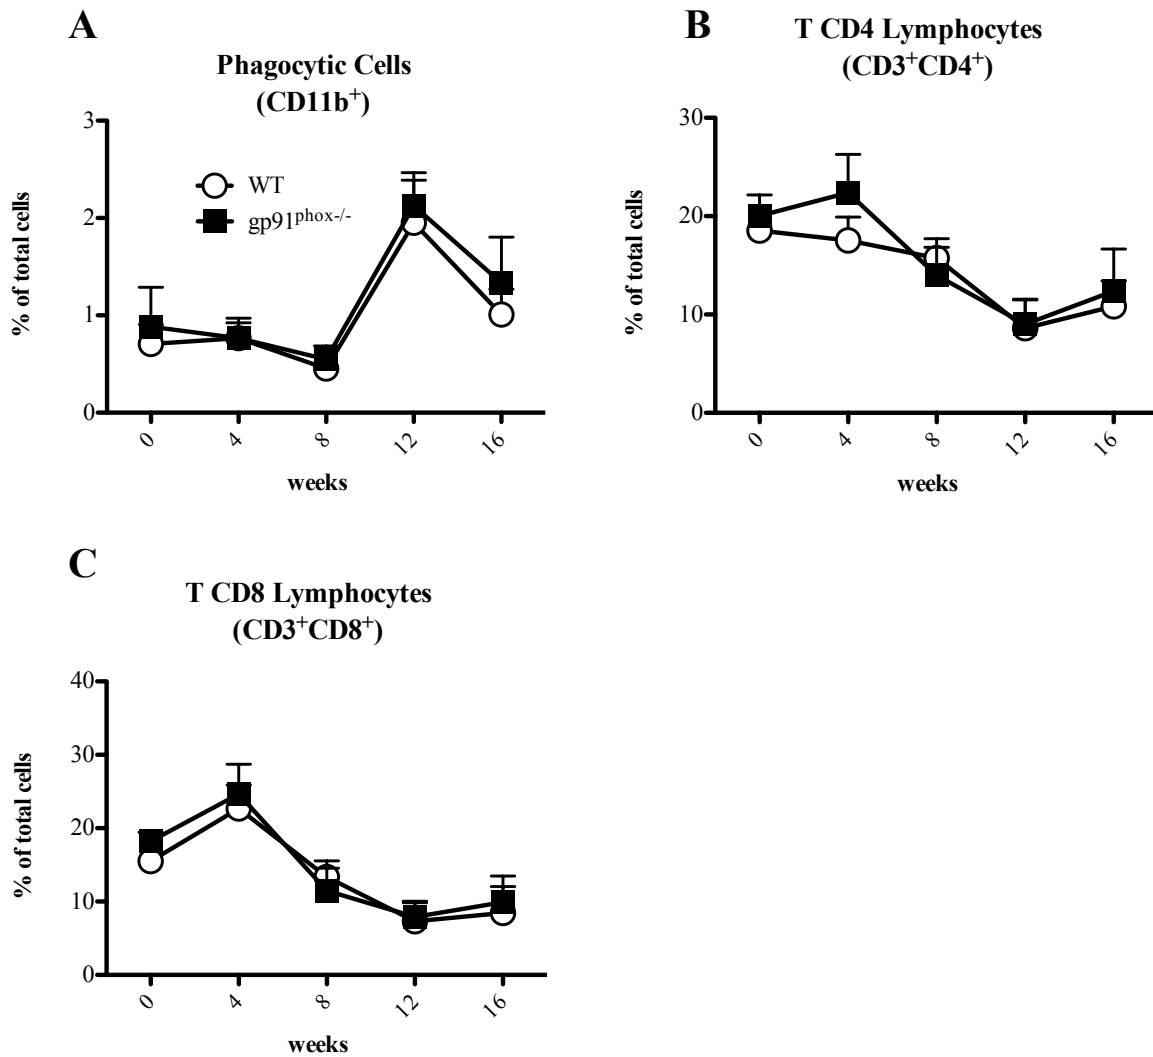 A
Phagocytic Cells
(CD11b⁺)
% of total cells
3
2
1
0
WT
gp91ᵖʰᵒˣ⁻/⁻
0
4
8
12
16
weeks
B
T CD4 Lymphocytes
(CD3⁺CD4⁺)
% of total cells
30
20
10
0
0
4
8
12
16
weeks
C
T CD8 Lymphocytes
(CD3⁺CD8⁺)
% of total cells
40
30
20
10
0
0
4
8
12
16
weeks